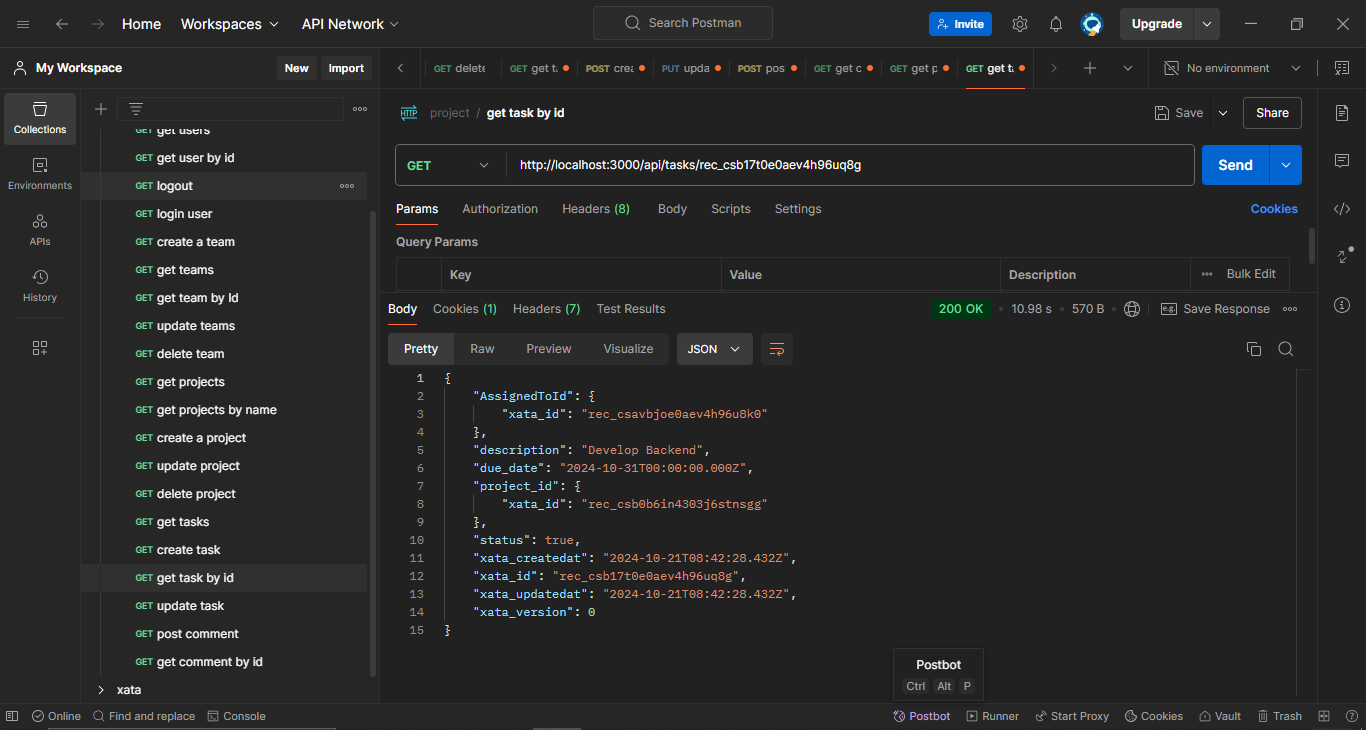 Home Workspaces API Network Search Postman Invite Upgrade
My Workspace New Import GET delete GET get t POST crea PUT upda POST pos GET get c GET get p GET get t No environment
Collections
Environments
APIs
History
GET get users
GET get user by id
GET logout
GET login user
GET create a team
GET get teams
GET get team by Id
GET update teams
GET delete team
GET get projects
GET get projects by name
GET create a project
GET update project
GET delete project
GET get tasks
GET create task
GET get task by id
GET update task
GET post comment
GET get comment by id
xata
HTTP project / get task by id Save Share
GET http://localhost:3000/api/tasks/rec_csb17t0e0aev4h96uq8g Send
Params Authorization Headers (8) Body Scripts Settings Cookies
Query Params
Key Value Description Bulk Edit
Body Cookies (1) Headers (7) Test Results 200 OK 10.98 s 570 B e.g. Save Response
Pretty Raw Preview Visualize JSON
1 {
2 "AssignedToId": {
3 "xata_id": "rec_csavbjoe0aev4h96u8k0"
4 },
5 "description": "Develop Backend",
6 "due_date": "2024-10-31T00:00:00.000Z",
7 "project_id": {
8 "xata_id": "rec_csb0b6in4303j6stnsgg"
9 },
10 "status": true,
11 "xata_createdat": "2024-10-21T08:42:28.432Z",
12 "xata_id": "rec_csb17t0e0aev4h96uq8g",
13 "xata_updatedat": "2024-10-21T08:42:28.432Z",
14 "xata_version": 0
15 }
Postbot
Ctrl Alt P
Online Find and replace Console Postbot Runner Start Proxy Cookies Vault Trash